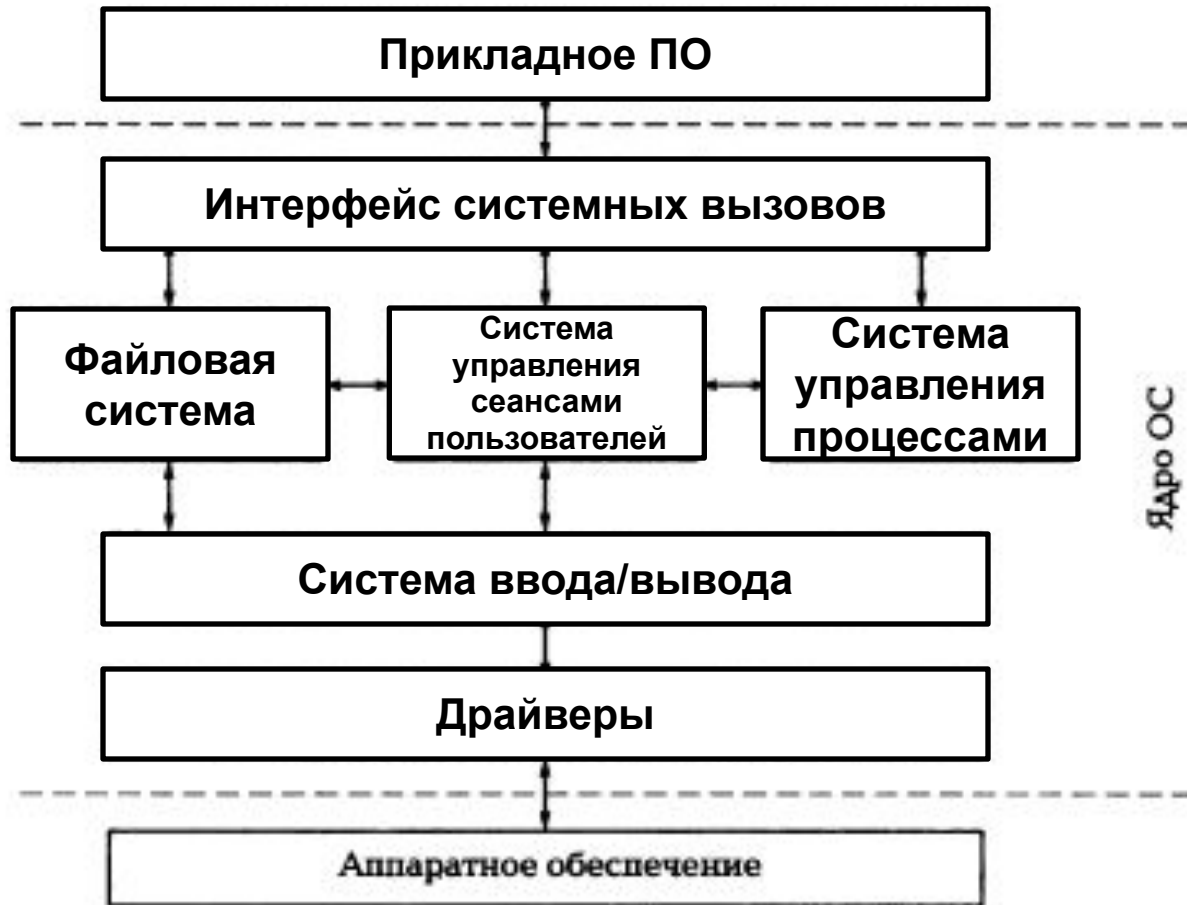 Прикладное ПО
Интерфейс системных вызовов
Файловая
система
Система
управления
сеансами
пользователей
Система
управления
процессами
Ядро ОС
Система ввода/вывода
Драйверы
Аппаратное обеспечение